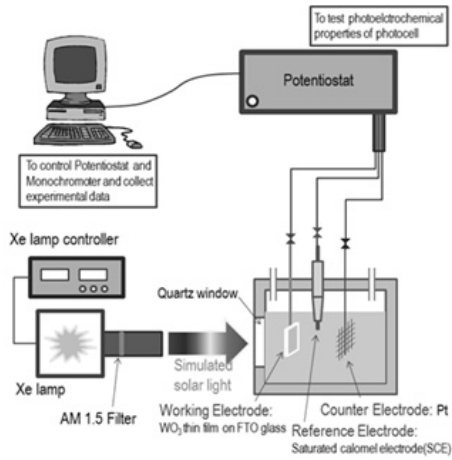 To test photoelctrochemical
properties of photocell
Potentiostat
To control Potentiostat and
Monochromoter and collect
experimental data
Xe lamp controller
Quartz window
Simulated
solar light
Xe lamp
AM 1.5 Filter
Working Electrode:
WO3 thin film on FTO glass
Counter Electrode: Pt
Reference Electrode:
Saturated calomel electrode(SCE)